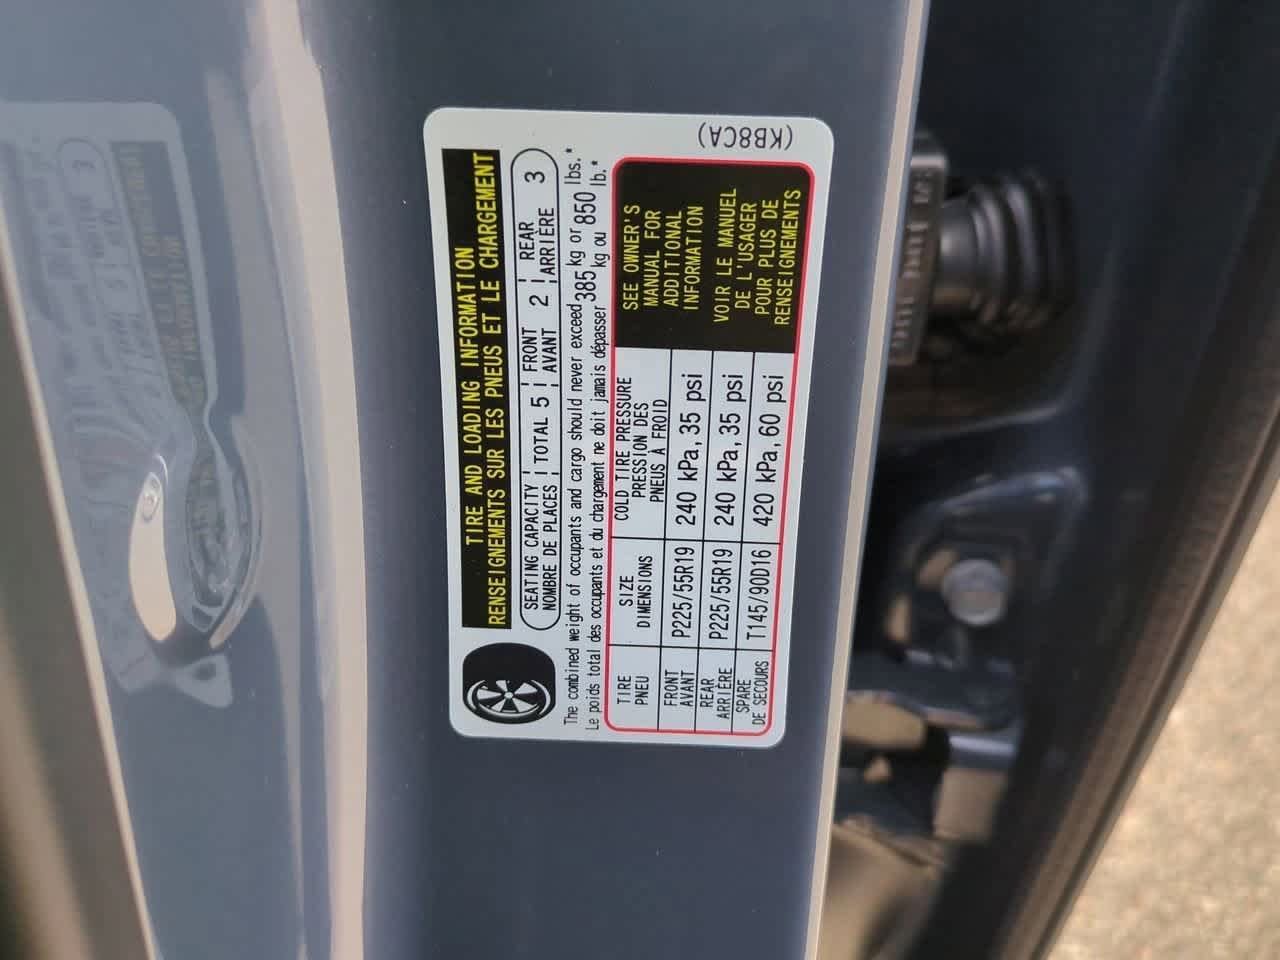 (KB8CA)
TIRE AND LOADING INFORMATION
RENSEIGNEMENTS SUR LES PNEUS ET LE CHARGEMENT
SEATING CAPACITY
NOMBRE DE PLACES
TOTAL 5
FRONT
AVANT
2
REAR
ARRIÈRE
3
The combined weight of occupants and cargo should never exceed 385 kg or 850 lbs.*
Le poids total des occupants et du chargement ne doit jamais dépasser 385 kg ou 850 lb.*
TIRE
PNEU
SIZE
DIMENSIONS
COLD TIRE PRESSURE
PRESSION DES
PNEUS À FROID
FRONT
AVANT
P225/55R19
240 kPa, 35 psi
REAR
ARRIÈRE
P225/55R19
240 kPa, 35 psi
SPARE
DE SECOURS
T145/90D16
420 kPa, 60 psi
SEE OWNER'S
MANUAL FOR
ADDITIONAL
INFORMATION
VOIR LE MANUEL
DE L'USAGER
POUR PLUS DE
RENSEIGNEMENTS